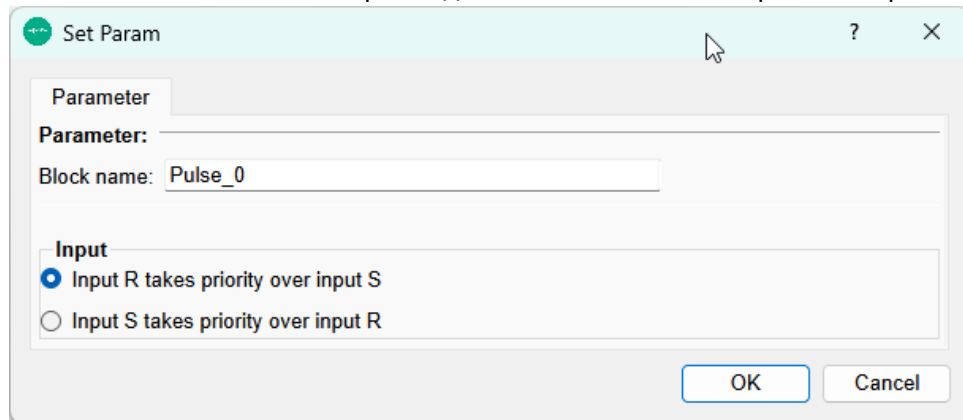 Set Param
?
Parameter
Parameter:
Block name: Pulse_0
Input
Input R takes priority over input S
Input S takes priority over input R
OK Cancel